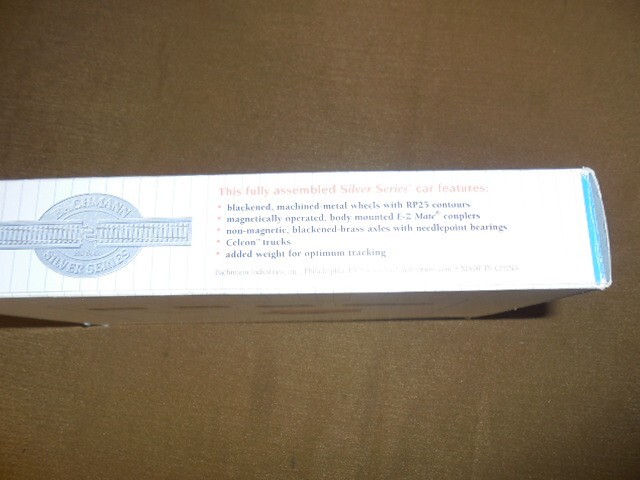 BACHMANN
SILVER SERIES
This fully assembled Silver Series® car features:
• blackened, machined-metal wheels with RP25 contours
• magnetically operated, body mounted E-Z Mate® couplers
• non-magnetic, blackened-brass axles with needlepoint bearings
• Celcon™ trucks
• added weight for optimum tracking
Bachmann Industries, Inc. MADE IN CHINA